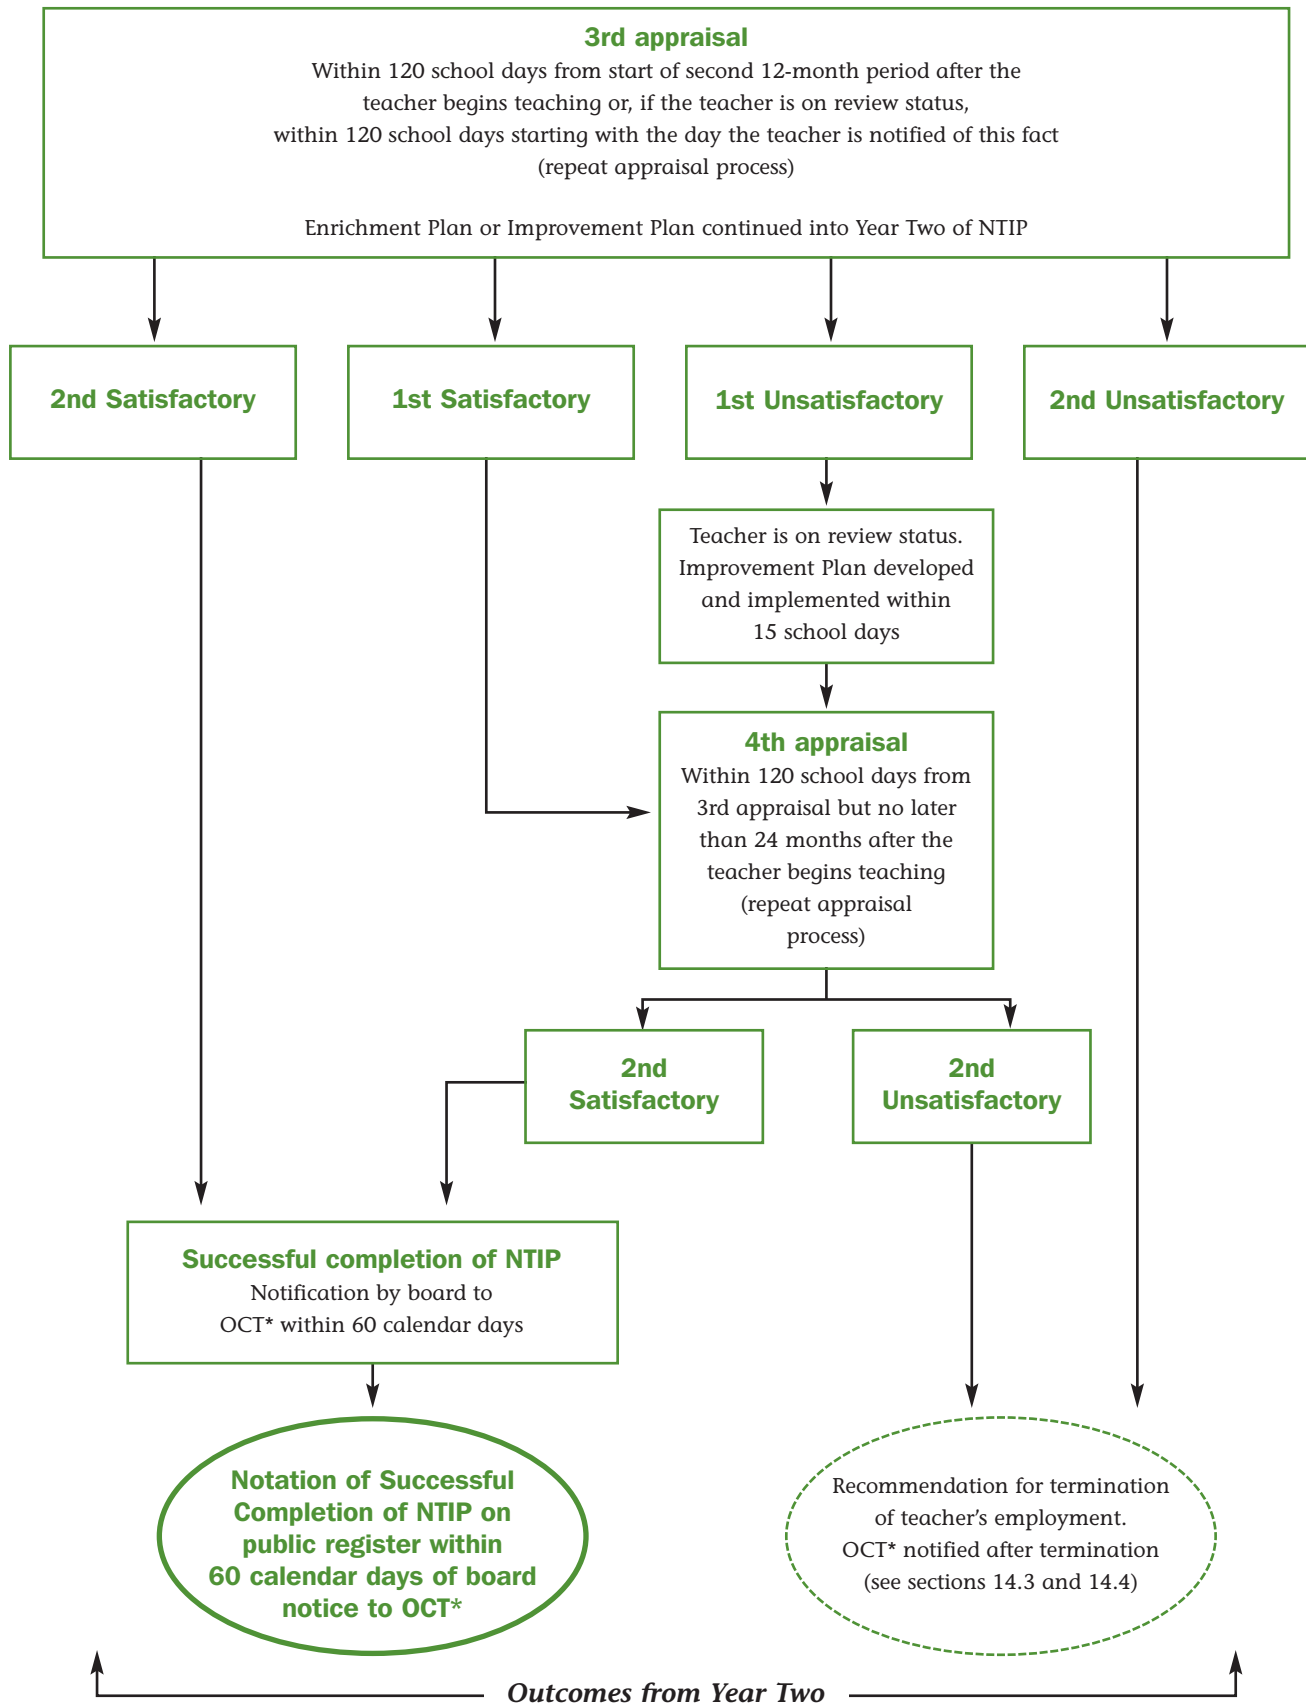 3rd appraisal
Within 120 school days from start of second 12-month period after the
teacher begins teaching or, if the teacher is on review status,
within 120 school days starting with the day the teacher is notified of this fact
(repeat appraisal process)
Enrichment Plan or Improvement Plan continued into Year Two of NTIP
2nd Satisfactory
1st Satisfactory
1st Unsatisfactory
2nd Unsatisfactory
Teacher is on review status.
Improvement Plan developed
and implemented within
15 school days
4th appraisal
Within 120 school days from
3rd appraisal but no later
than 24 months after the
teacher begins teaching
(repeat appraisal
process)
2nd
Satisfactory
2nd
Unsatisfactory
Successful completion of NTIP
Notification by board to
OCT* within 60 calendar days
Notation of Successful
Completion of NTIP on
public register within
60 calendar days of board
notice to OCT*
Recommendation for termination
of teacher’s employment.
OCT* notified after termination
(see sections 14.3 and 14.4)
Outcomes from Year Two